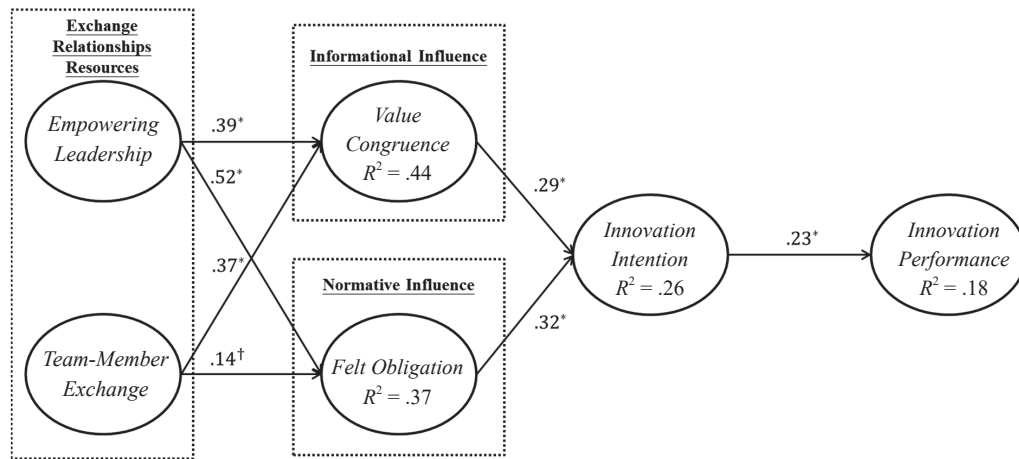 Exchange
Relationships
Resources
Empowering
Leadership
Team-Member
Exchange
.39*
.52*
.37*
.14†
Informational Influence
Value
Congruence
R² = .44
Normative Influence
Felt Obligation
R² = .37
.29*
.32*
Innovation
Intention
R² = .26
.23*
Innovation
Performance
R² = .18